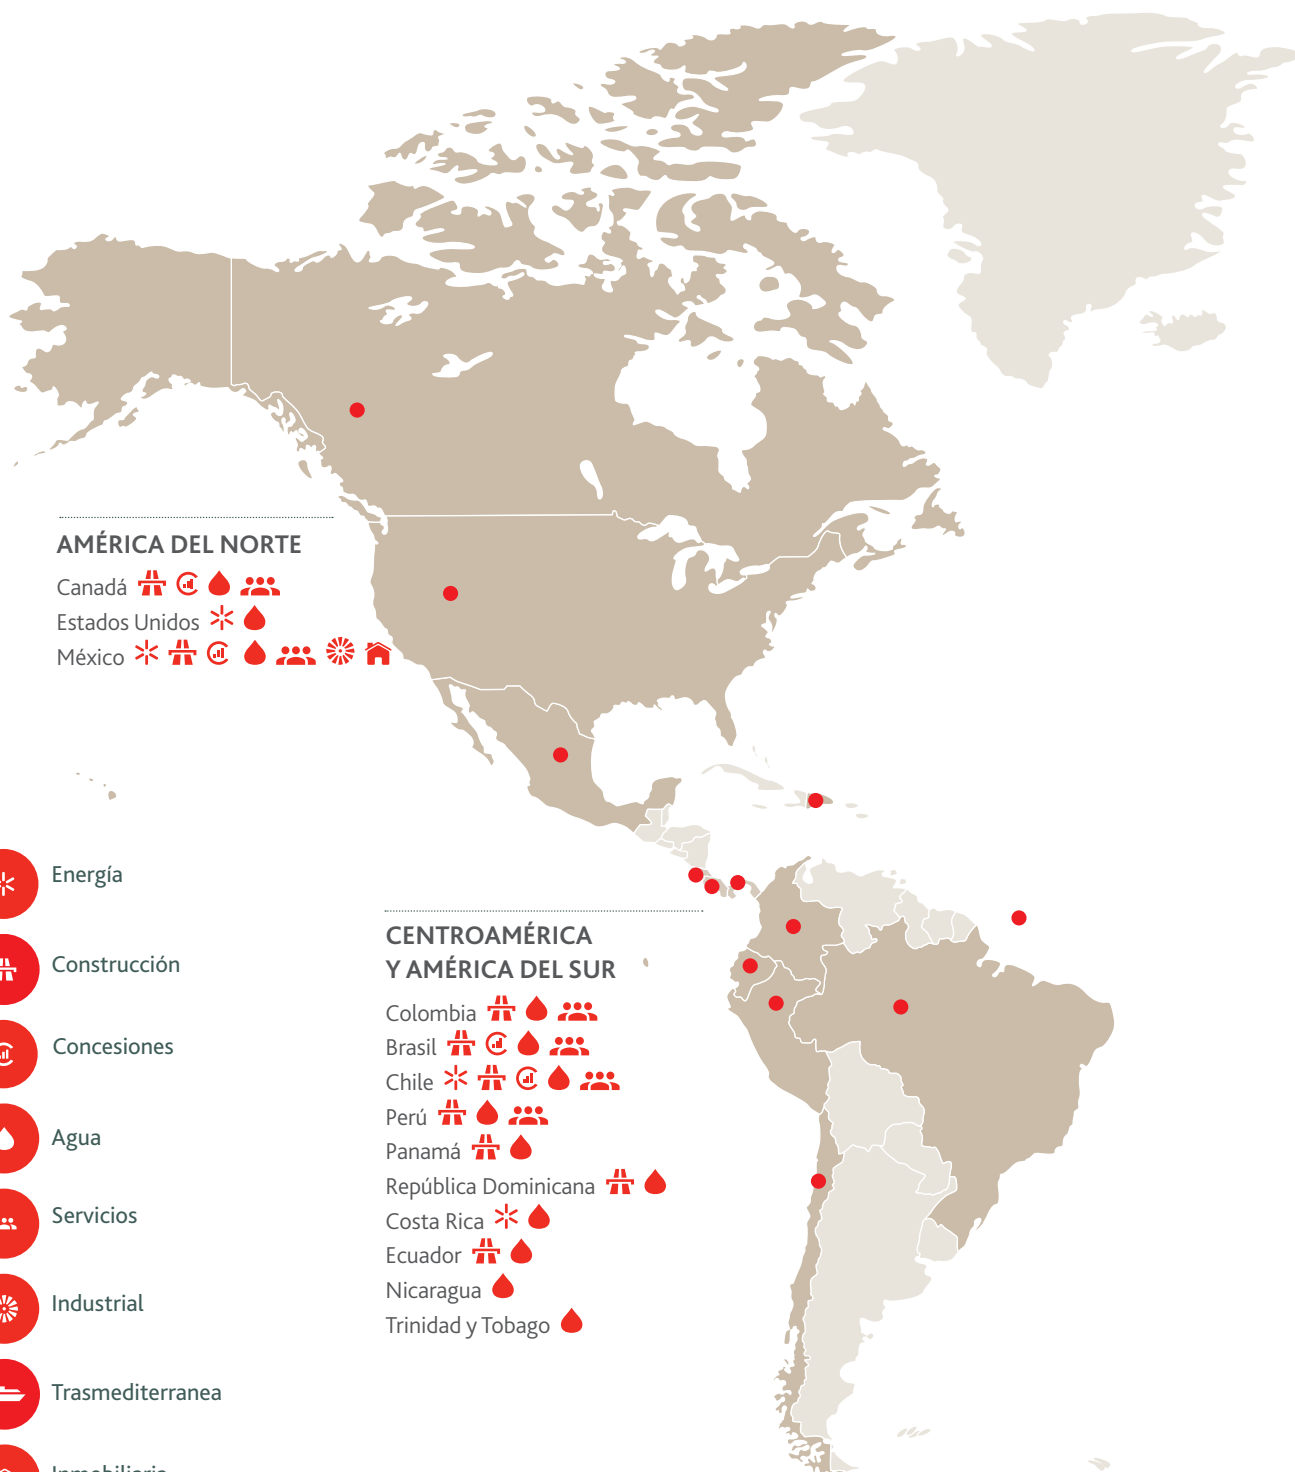 AMÉRICA DEL NORTE
Canadá
Estados Unidos
México
Energía
Construcción
Concesiones
Agua
Servicios
Industrial
Trasmediterranea
Inmobiliaria
CENTROAMÉRICA
Y AMÉRICA DEL SUR
Colombia
Brasil
Chile
Perú
Panamá
República Dominicana
Costa Rica
Ecuador
Nicaragua
Trinidad y Tobago